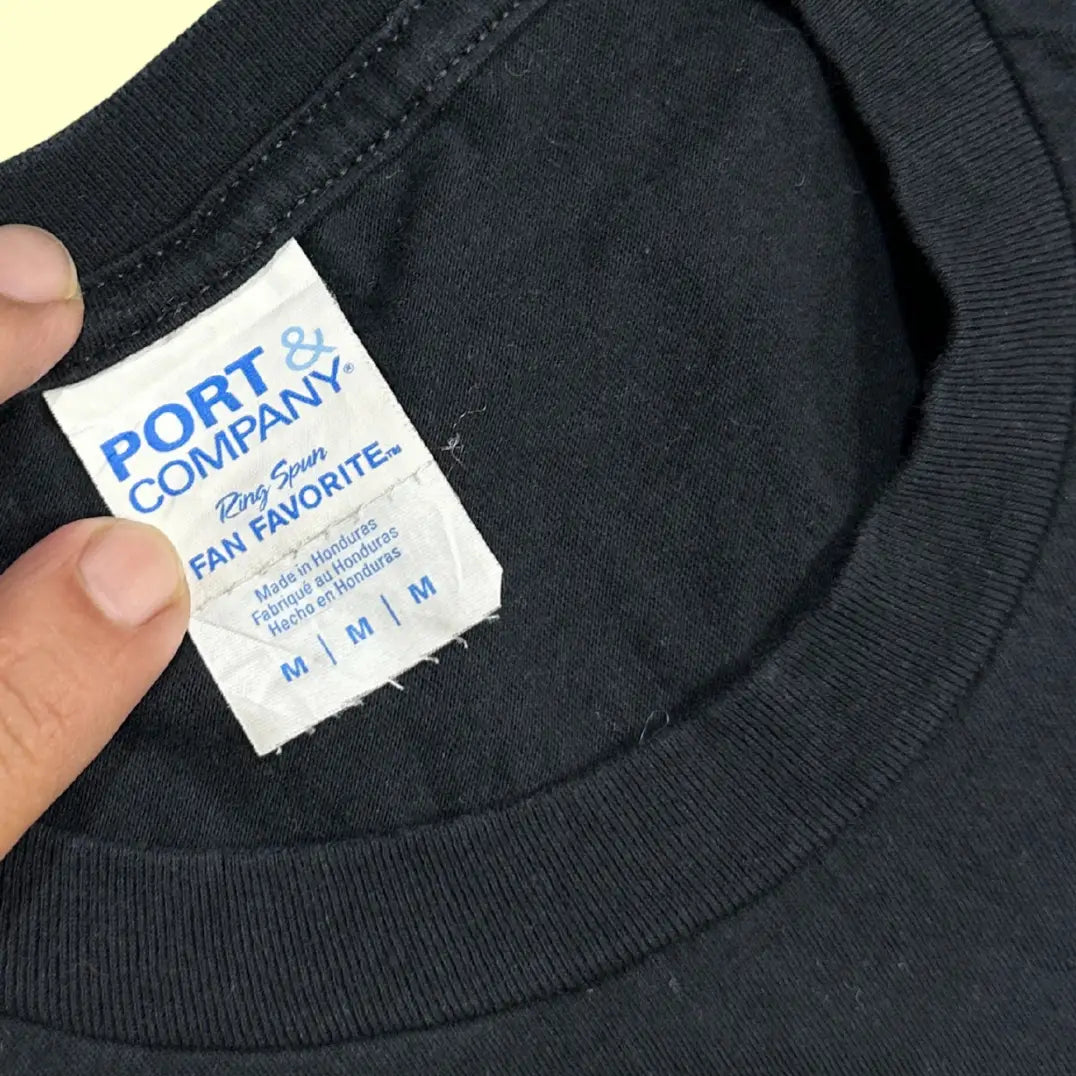 PORT &
COMPANY®
Ring Spun
FAN FAVORITE™
Made in Honduras
Fabriqué au Honduras
Hecho en Honduras
M | M | M